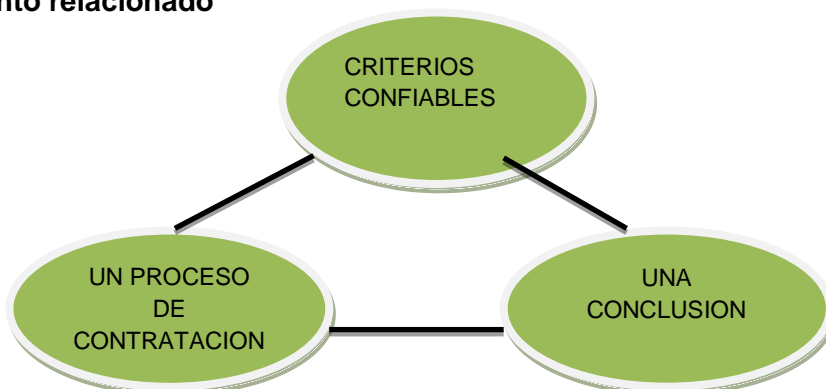 nto relacionado
CRITERIOS
CONFIABLES
UN PROCESO
DE
CONTRATACION
UNA
CONCLUSION